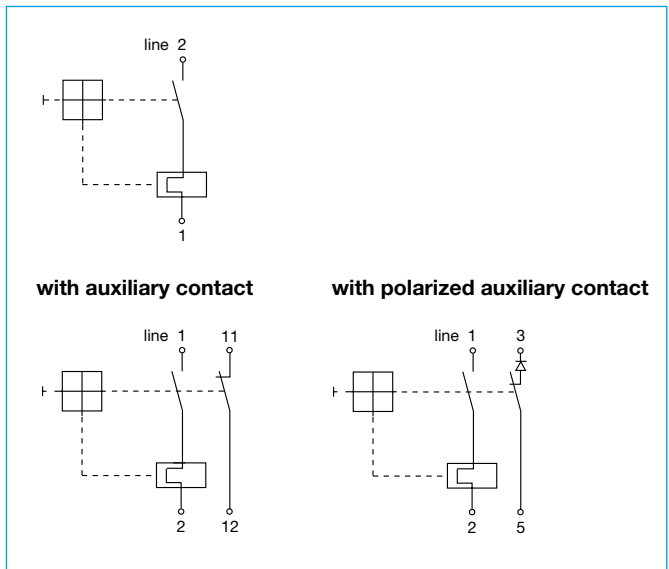 line 2
1
with auxiliary contact
with polarized auxiliary contact
line 1 11
line 1 3
2 12
2 5